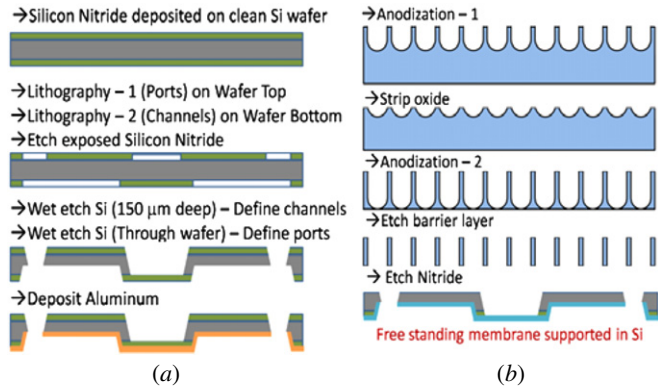 →Silicon Nitride deposited on clean Si wafer
→Lithography – 1 (Ports) on Wafer Top
→Lithography – 2 (Channels) on Wafer Bottom
→Etch exposed Silicon Nitride
→Wet etch Si (150 µm deep) – Define channels
→Wet etch Si (Through wafer) – Define ports
→Deposit Aluminum
(a)
→Anodization – 1
→Strip oxide
→Anodization – 2
→Etch barrier layer
→ Etch Nitride
Free standing membrane supported in Si
(b)